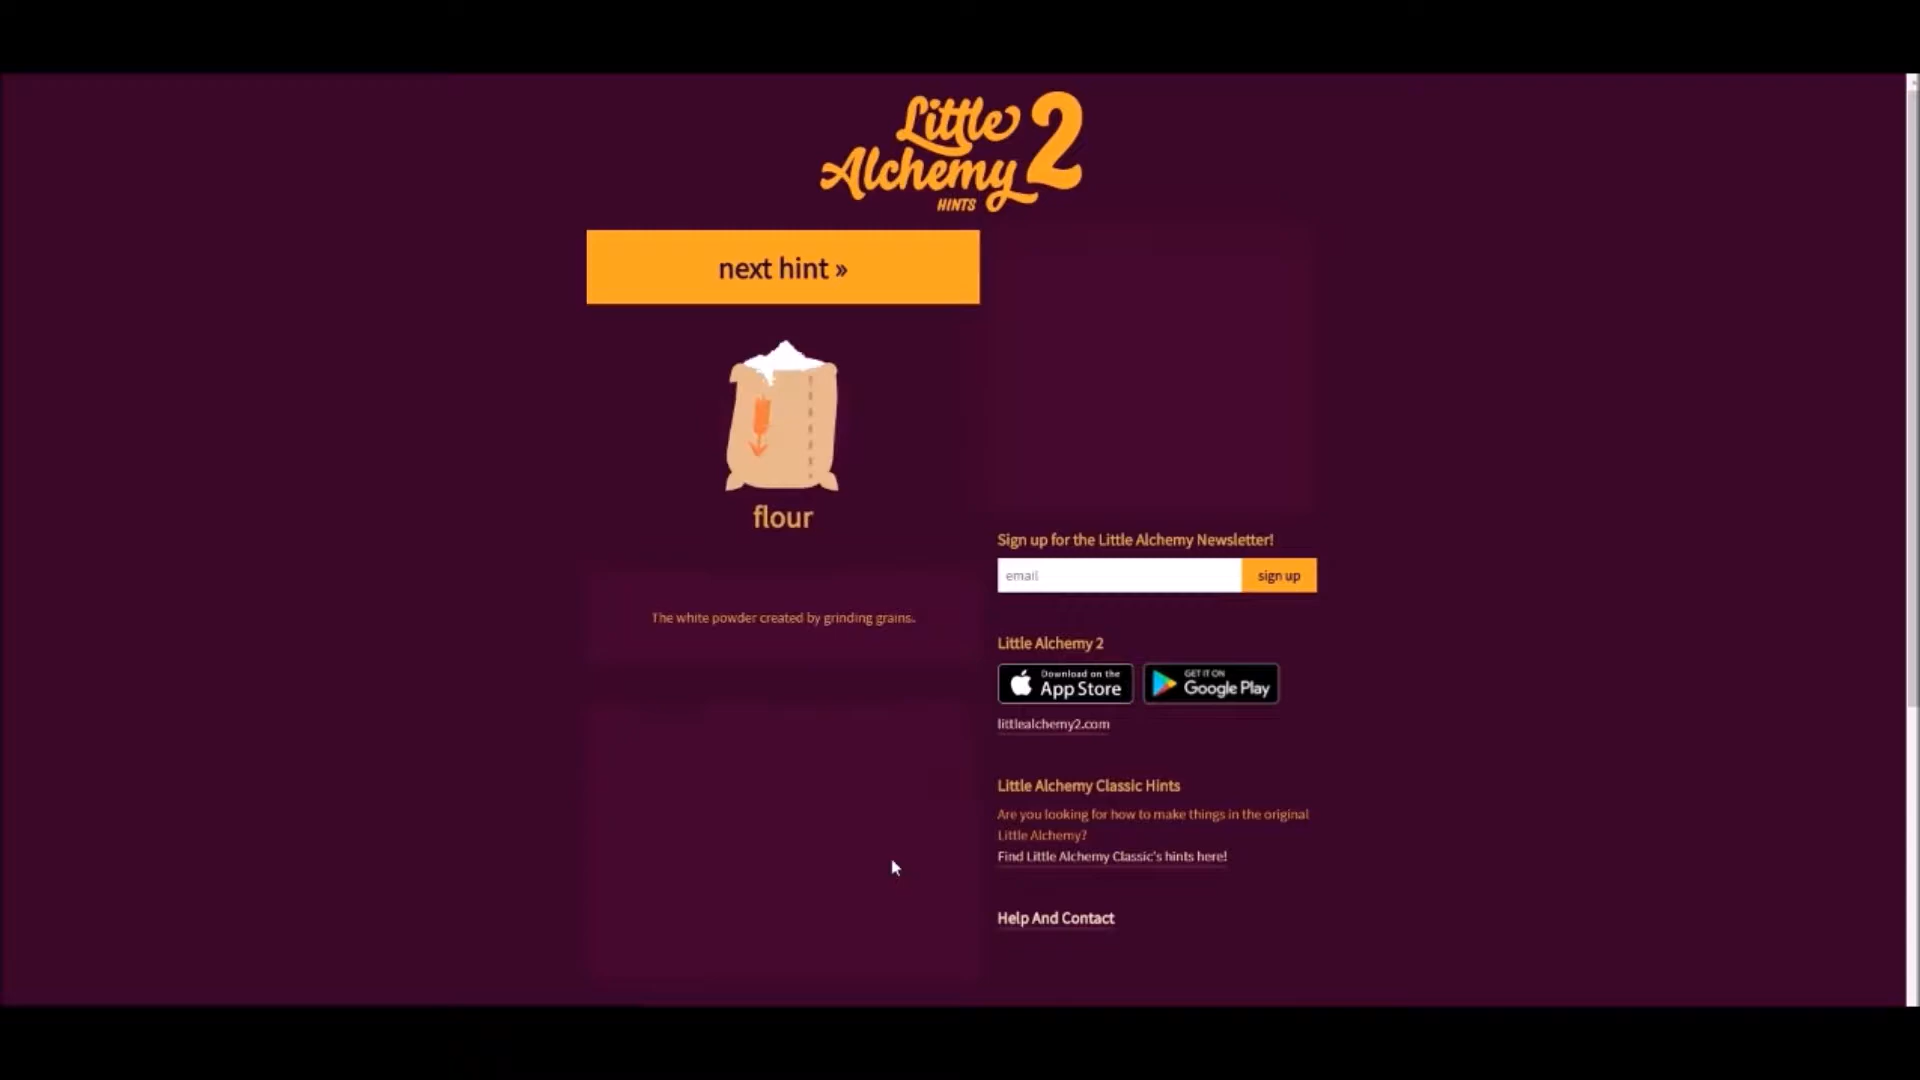 Little
Alchemy 2
HINTS
next hint »
flour
The white powder created by grinding grains.
Sign up for the Little Alchemy Newsletter!
email
sign up
Little Alchemy 2
Download on the
App Store
GET IT ON
Google Play
littlealchemy2.com
Little Alchemy Classic Hints
Are you looking for how to make things in the original
Little Alchemy?
Find Little Alchemy Classic's hints here!
Help And Contact